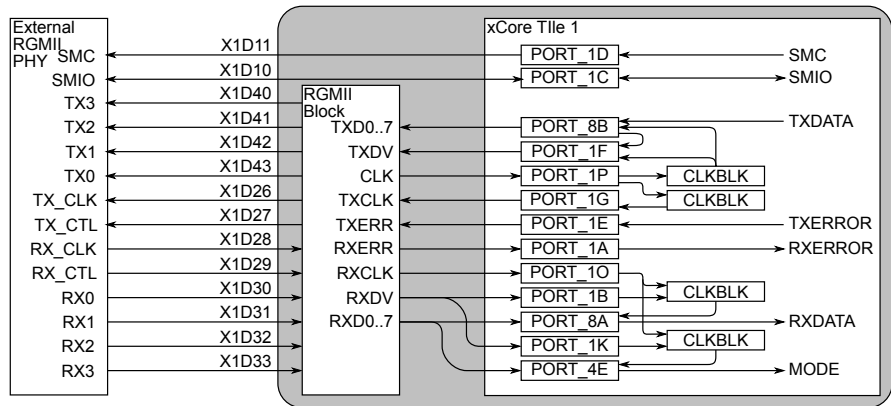 External
RGMII
PHY
SMC
SMIO
TX3
TX2
TX1
TX0
TX_CLK
TX_CTL
RX_CLK
RX_CTL
RX0
RX1
RX2
RX3
X1D11
X1D10
X1D40
X1D41
X1D42
X1D43
X1D26
X1D27
X1D28
X1D29
X1D30
X1D31
X1D32
X1D33
RGMII
Block
TXD0..7
TXDV
CLK
TXCLK
TXERR
RXERR
RXCLK
RXDV
RXD0..7
xCore TIle 1
PORT_1D
PORT_1C
PORT_8B
PORT_1F
PORT_1P
PORT_1G
PORT_1E
PORT_1A
PORT_1O
PORT_1B
PORT_8A
PORT_1K
PORT_4E
CLKBLK
CLKBLK
CLKBLK
CLKBLK
SMC
SMIO
TXDATA
TXERROR
RXERROR
RXDATA
MODE